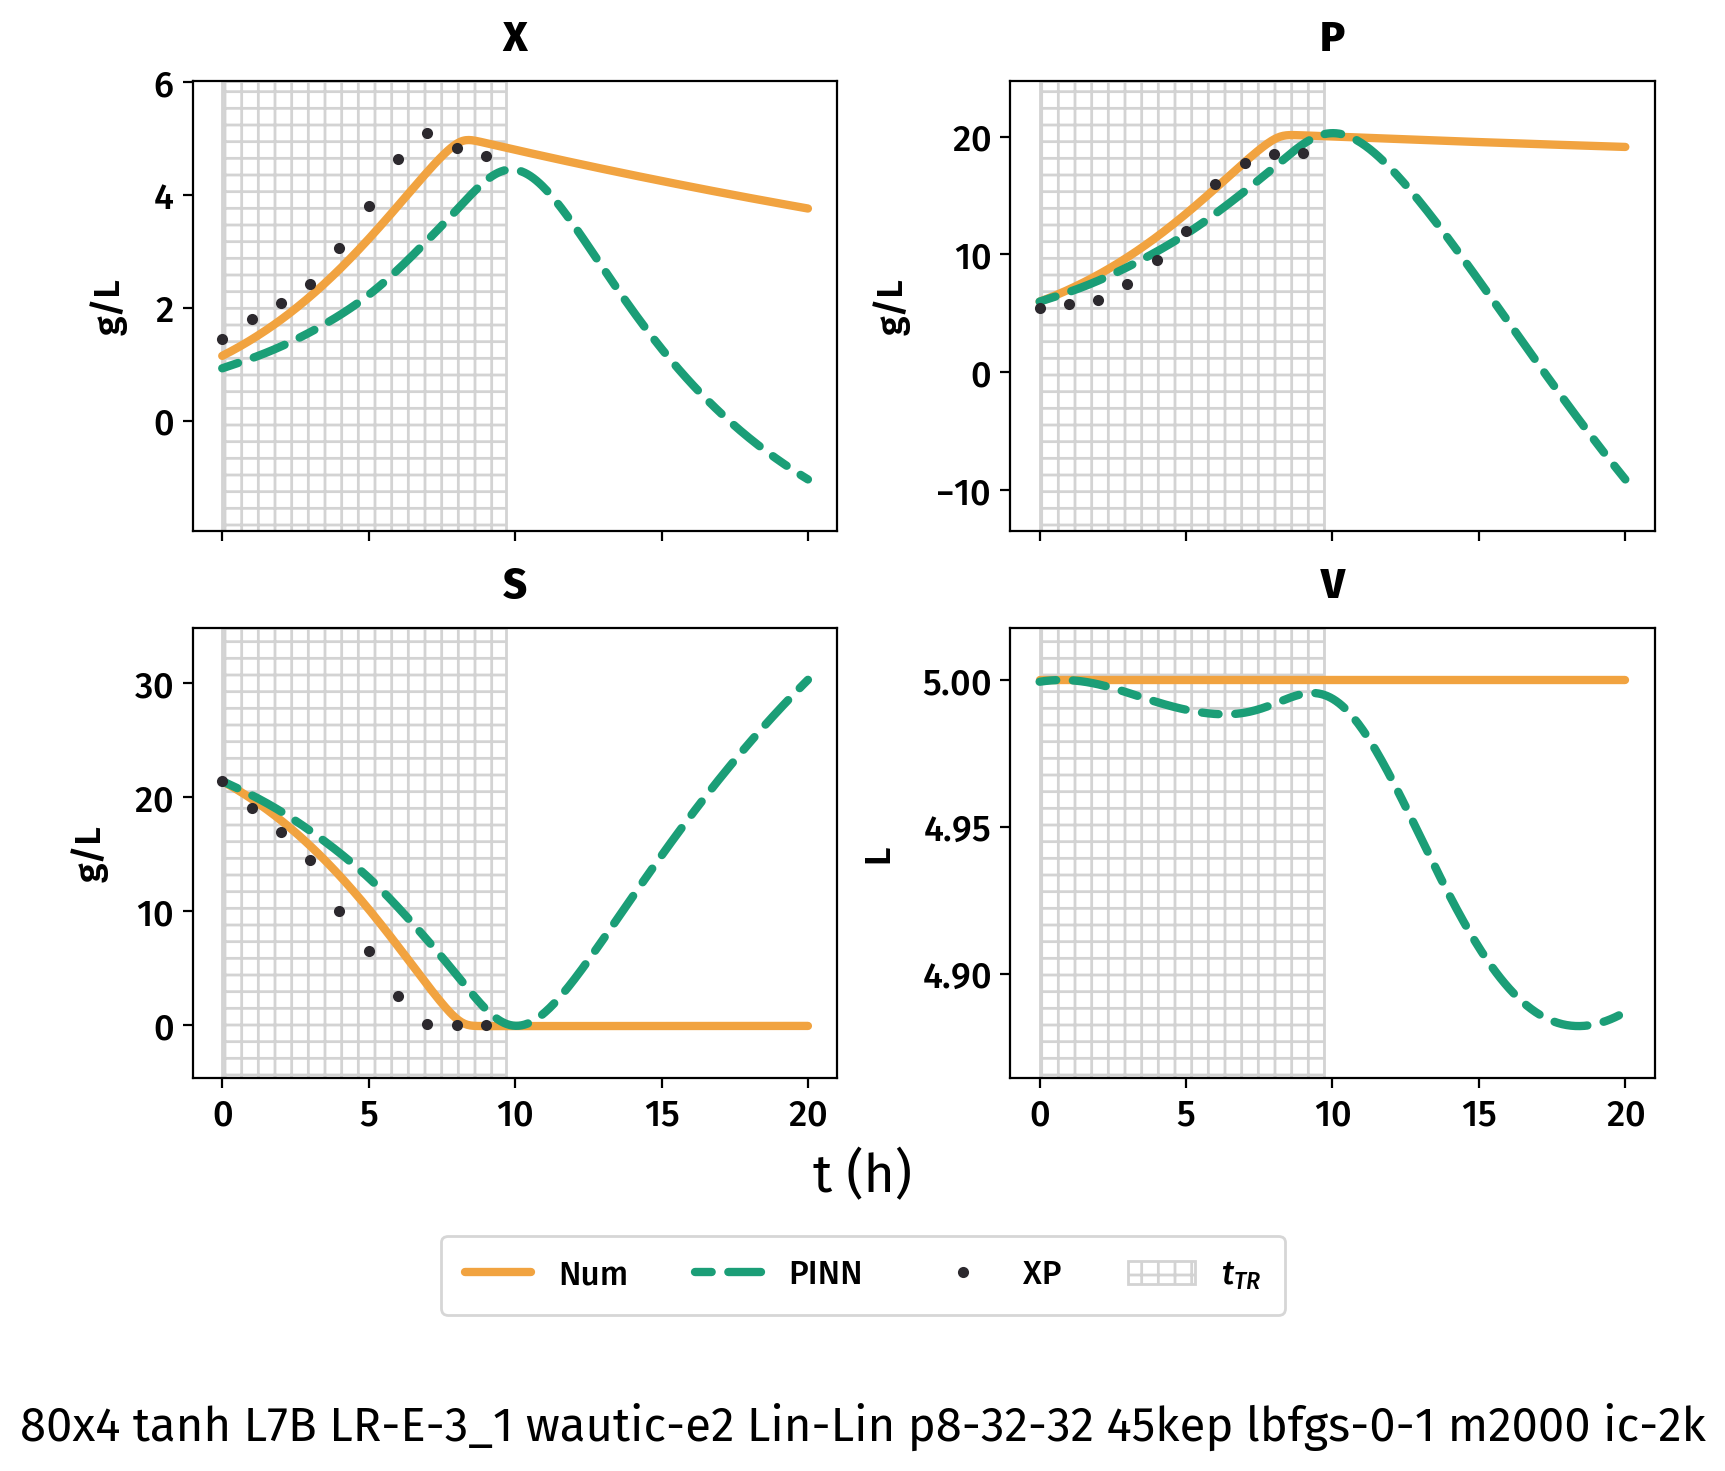 X
P
6
4
2
0
g/L
20
10
0
−10
g/L
S
V
30
20
10
0
g/L
5.00
4.95
4.90
L
0 5 10 15 20
0 5 10 15 20
t (h)
Num PINN XP tTR
80x4 tanh L7B LR-E-3_1 wautic-e2 Lin-Lin p8-32-32 45kep lbfgs-0-1 m2000 ic-2k